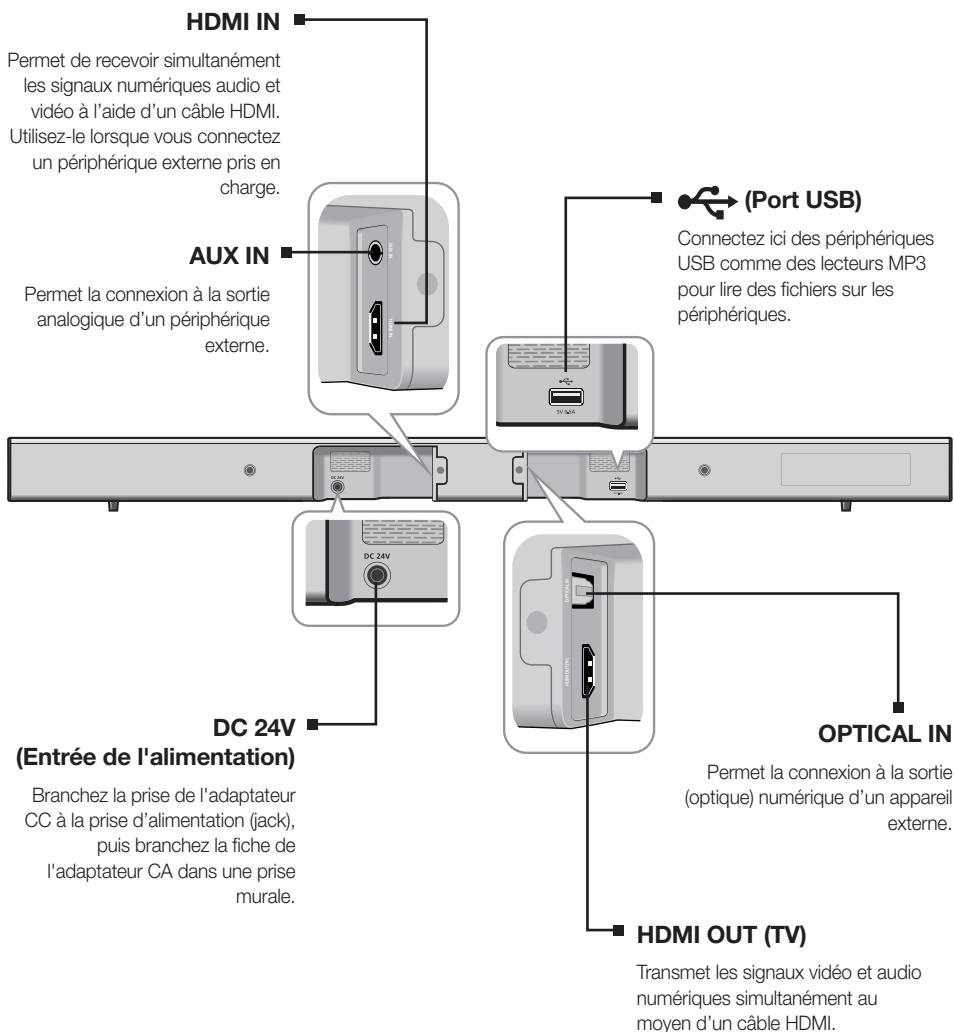 HDMI IN
Permet de recevoir simultanément
les signaux numériques audio et
vidéo à l’aide d’un câble HDMI.
Utilisez-le lorsque vous connectez
un périphérique externe pris en
charge.
AUX IN
Permet la connexion à la sortie
analogique d’un périphérique
externe.
(Port USB)
Connectez ici des périphériques
USB comme des lecteurs MP3
pour lire des fichiers sur les
périphériques.
5V 0.5A
DC 24V
DC 24V
OPTICAL IN
HDMI OUT(TV)
DC 24V
(Entrée de l'alimentation)
Branchez la prise de l'adaptateur
CC à la prise d’alimentation (jack),
puis branchez la fiche de
l'adaptateur CA dans une prise
murale.
OPTICAL IN
Permet la connexion à la sortie
(optique) numérique d’un appareil
externe.
HDMI OUT (TV)
Transmet les signaux vidéo et audio
numériques simultanément au
moyen d’un câble HDMI.